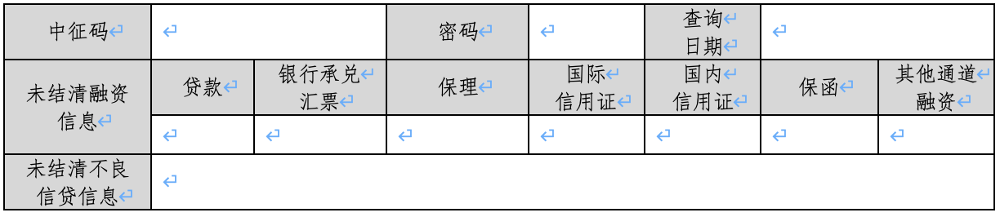 中征码
密码
查询
日期
未结清融资
信息
贷款
银行承兑
汇票
保理
国际
信用证
国内
信用证
保函
其他通道
融资
未结清不良
信贷信息